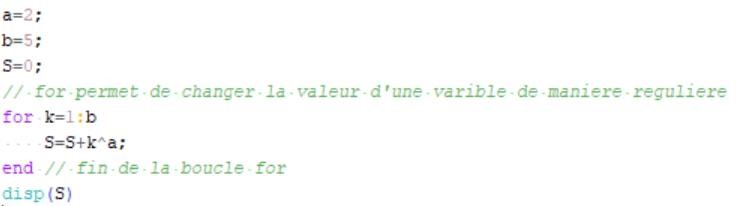 a=2;
b=5;
S=0;
// for permet de changer la valeur d'une varible de maniere reguliere
for k=1:b
    S=S+k^a;
end // fin de la boucle for
disp(S)